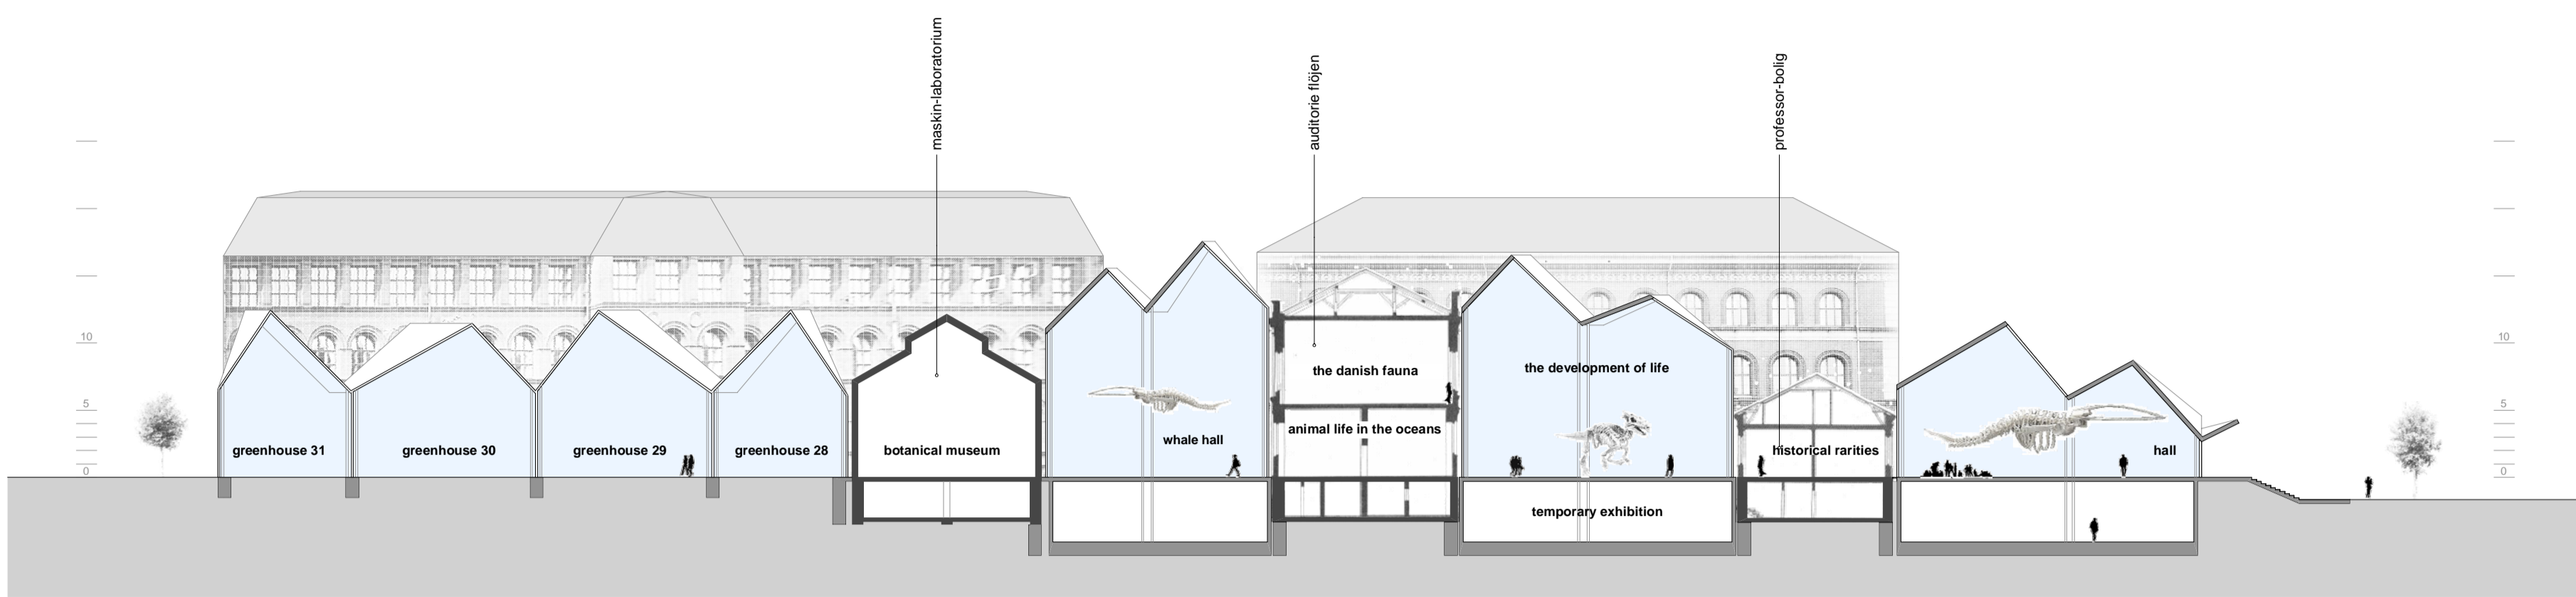 maskin-laboratorium
auditorie flöjen
professor-bolig
10
5
0
10
5
0
the danish fauna
the development of life
animal life in the oceans
whale hall
greenhouse 31
greenhouse 30
greenhouse 29
greenhouse 28
botanical museum
historical rarities
hall
temporary exhibition